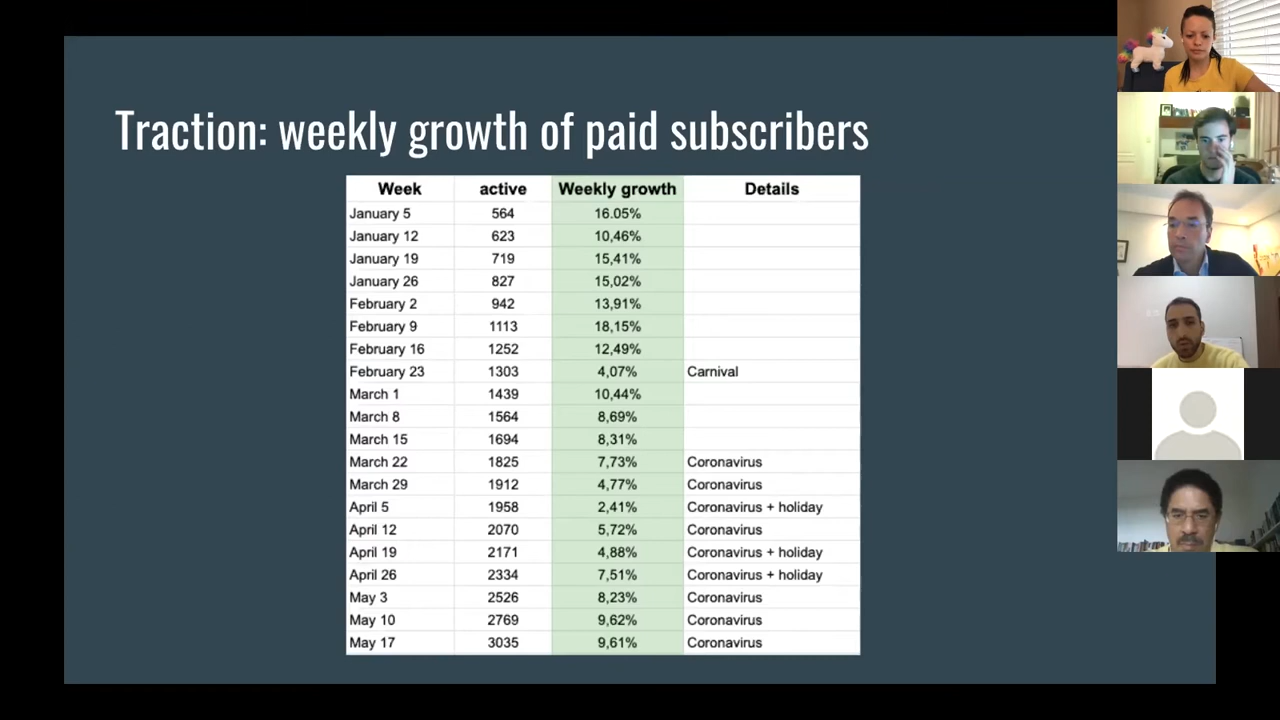 Traction: weekly growth of paid subscribers
Week active Weekly growth Details
January 5 564 16.05%
January 12 623 10,46%
January 19 719 15,41%
January 26 827 15,02%
February 2 942 13,91%
February 9 1113 18,15%
February 16 1252 12,49%
February 23 1303 4,07% Carnival
March 1 1439 10,44%
March 8 1564 8,69%
March 15 1694 8,31%
March 22 1825 7,73% Coronavirus
March 29 1912 4,77% Coronavirus
April 5 1958 2,41% Coronavirus + holiday
April 12 2070 5,72% Coronavirus
April 19 2171 4,88% Coronavirus + holiday
April 26 2334 7,51% Coronavirus + holiday
May 3 2526 8,23% Coronavirus
May 10 2769 9,62% Coronavirus
May 17 3035 9,61% Coronavirus